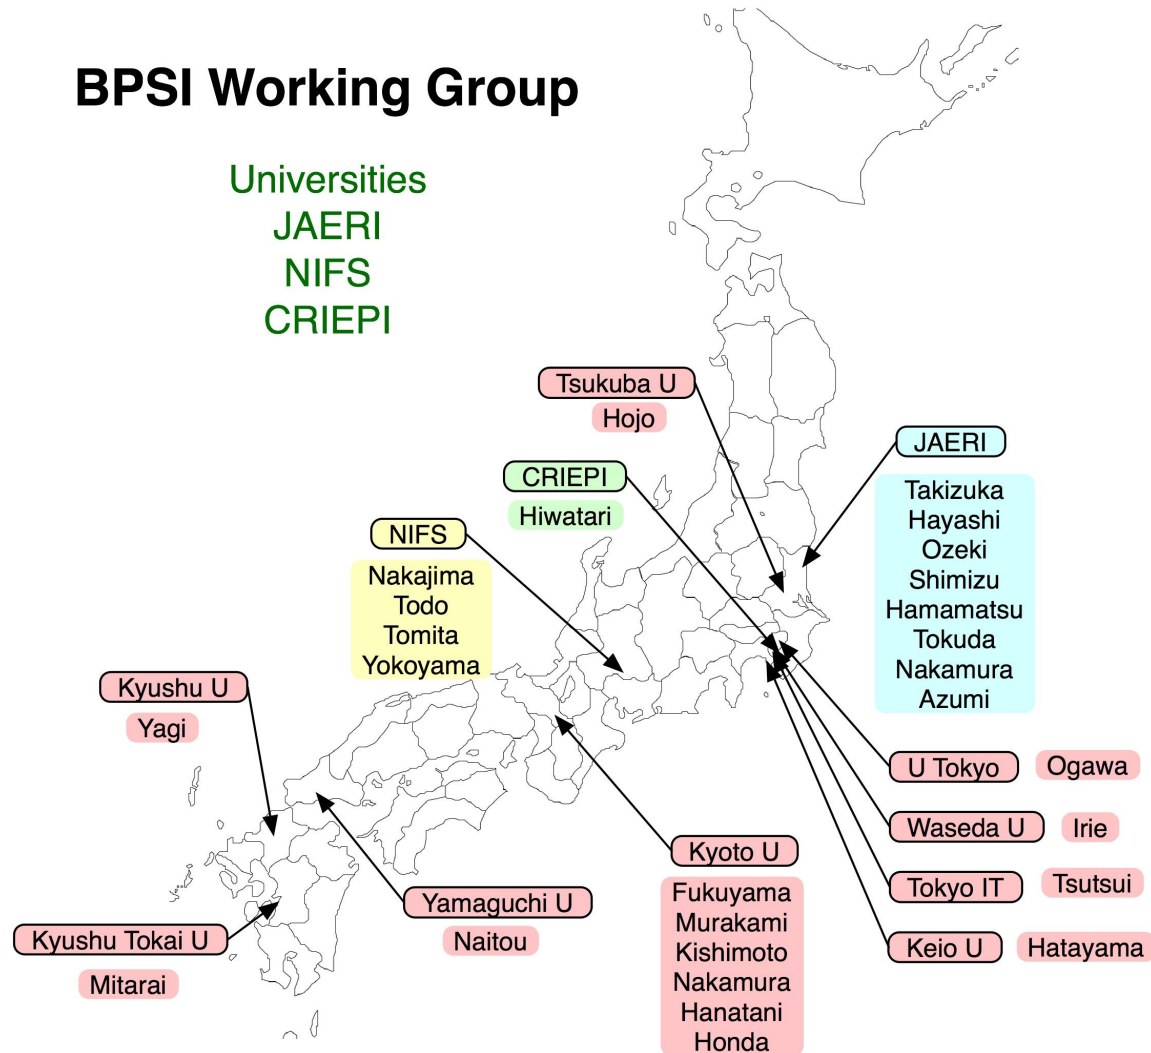 BPSI Working Group
Universities
JAERI
NIFS
CRIEPI
Tsukuba U
Hojo
CRIEPI
Hiwatari
NIFS
Nakajima
Todo
Tomita
Yokoyama
JAERI
Takizuka
Hayashi
Ozeki
Shimizu
Hamamatsu
Tokuda
Nakamura
Azumi
Kyushu U
Yagi
U Tokyo
Ogawa
Waseda U
Irie
Tokyo IT
Tsutsui
Keio U
Hatayama
Kyoto U
Fukuyama
Murakami
Kishimoto
Nakamura
Hanatani
Honda
Yamaguchi U
Naitou
Kyushu Tokai U
Mitarai